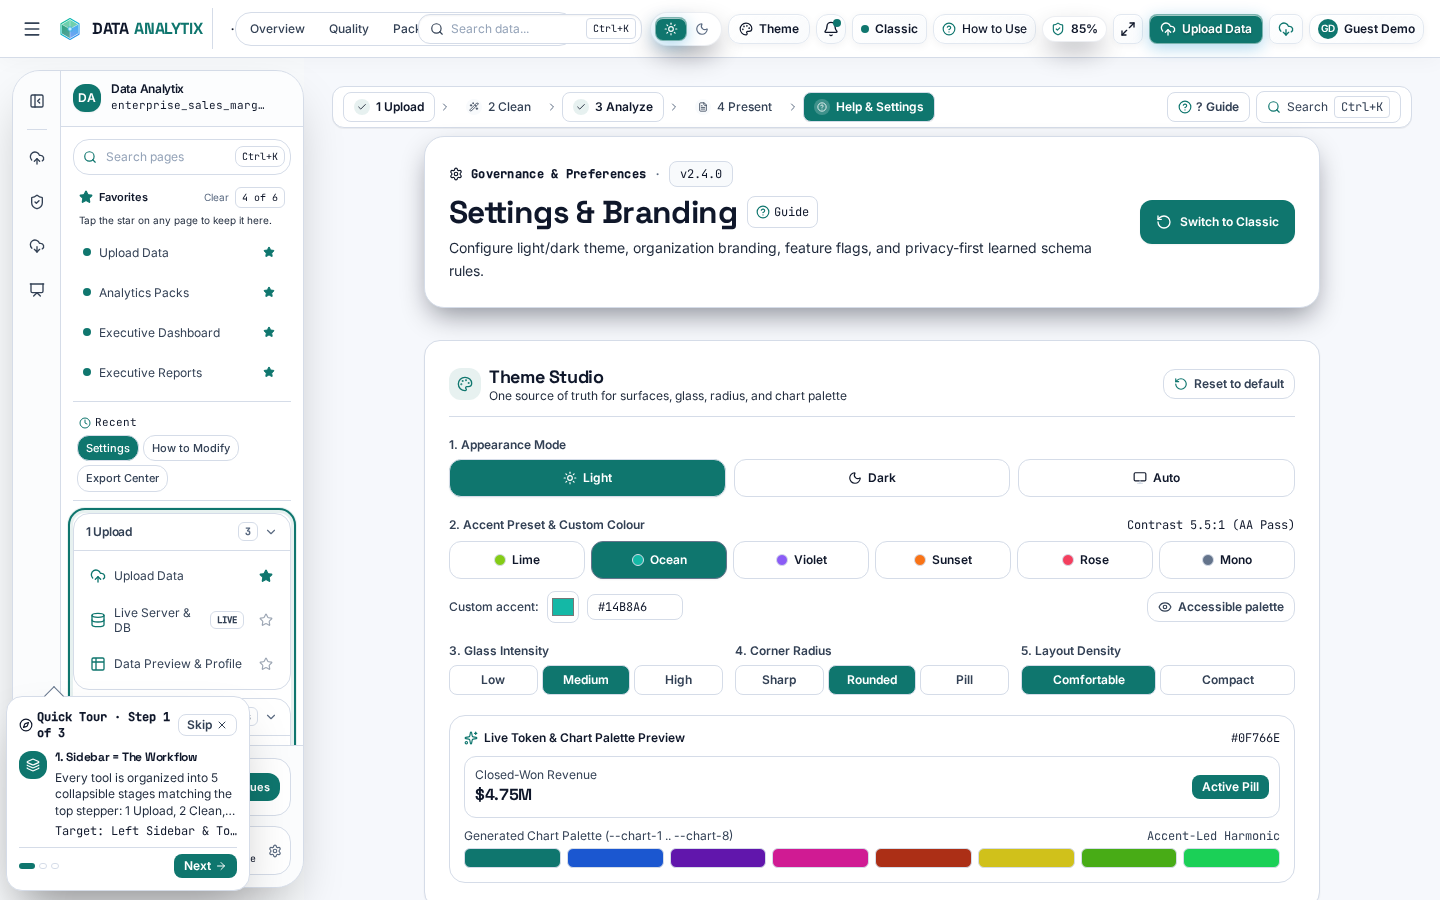 DATA ANALYTIX
Overview
Quality
Pack
Search data...
Ctrl+K
Theme
Classic
How to Use
85%
Upload Data
GD
Guest Demo
DA
Data Analytix
enterprise_sales_marg…
Search pages
Ctrl+K
Favorites
Clear
4 of 6
Tap the star on any page to keep it here.
Upload Data
Analytics Packs
Executive Dashboard
Executive Reports
Recent
Settings
How to Modify
Export Center
1 Upload
3
Upload Data
Live Server &
DB
LIVE
Data Preview & Profile
Quick Tour · Step 1
of 3
Skip
1. Sidebar = The Workflow
Every tool is organized into 5
collapsible stages matching the
top stepper: 1 Upload, 2 Clean,…
Target: Left Sidebar & To…
Next
ues
e
1 Upload
2 Clean
3 Analyze
4 Present
Help & Settings
? Guide
Search
Ctrl+K
Governance & Preferences
·
v2.4.0
Settings & Branding
Guide
Configure light/dark theme, organization branding, feature flags, and privacy-first learned schema
rules.
Switch to Classic
Theme Studio
One source of truth for surfaces, glass, radius, and chart palette
Reset to default
1. Appearance Mode
Light
Dark
Auto
2. Accent Preset & Custom Colour
Contrast 5.5:1 (AA Pass)
Lime
Ocean
Violet
Sunset
Rose
Mono
Custom accent:
#14B8A6
Accessible palette
3. Glass Intensity
Low
Medium
High
4. Corner Radius
Sharp
Rounded
Pill
5. Layout Density
Comfortable
Compact
Live Token & Chart Palette Preview
#0F766E
Closed-Won Revenue
$4.75M
Active Pill
Generated Chart Palette (--chart-1 .. --chart-8)
Accent-Led Harmonic